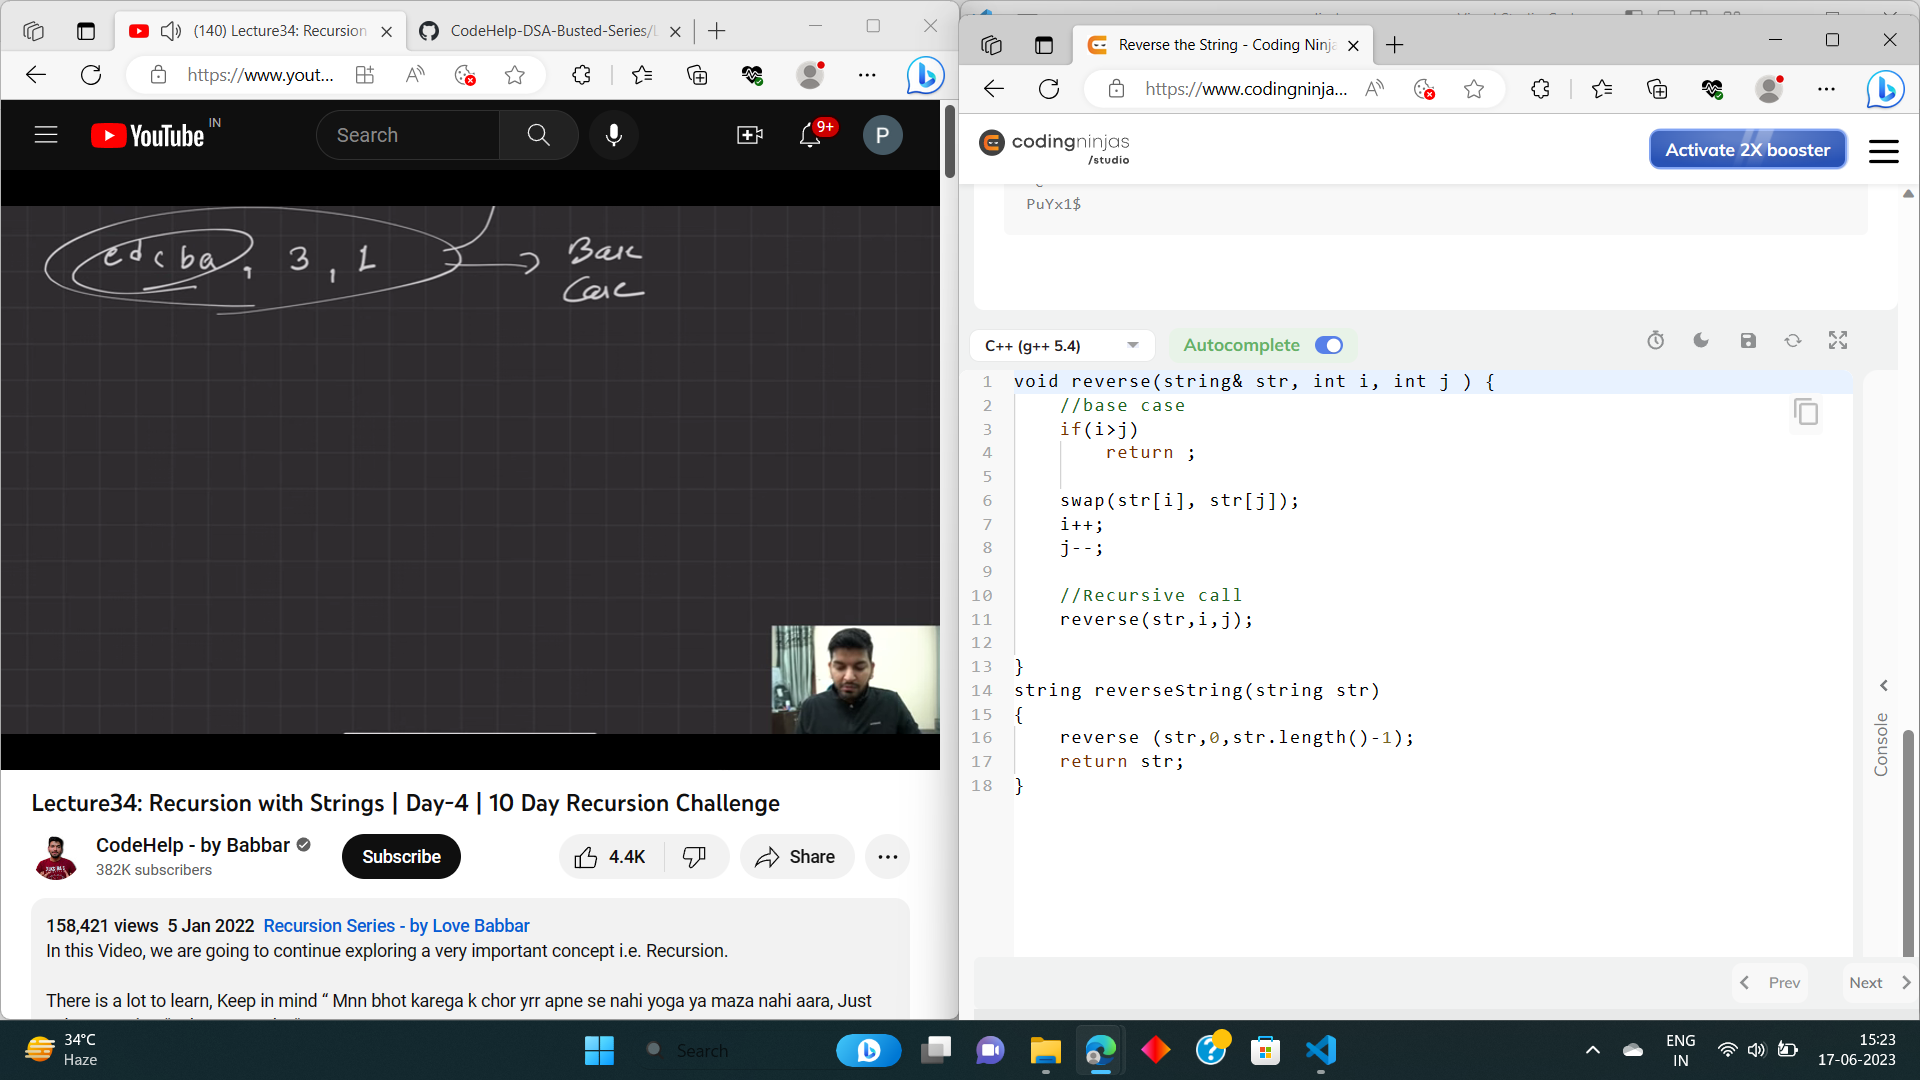 (140) Lecture34: Recursion
CodeHelp-DSA-Busted-Series/L
https://www.yout...
YouTube IN
Search
9+
P
edcba, 3, 1
Base
Case
Lecture34: Recursion with Strings | Day-4 | 10 Day Recursion Challenge
CodeHelp - by Babbar
382K subscribers
Subscribe
4.4K
Share
158,421 views 5 Jan 2022 Recursion Series - by Love Babbar
In this Video, we are going to continue exploring a very important concept i.e. Recursion.
There is a lot to learn, Keep in mind “ Mnn bhot karega k chor yrr apne se nahi yoga ya maza nahi aara, Just
Reverse the String - Coding Ninja
https://www.codingninja...
codingninjas
/studio
Activate 2X booster
PuYx1$
C++ (g++ 5.4)
Autocomplete
1 void reverse(string& str, int i, int j ) {
2 //base case
3 if(i>j)
4 return ;
5
6 swap(str[i], str[j]);
7 i++;
8 j--;
9
10 //Recursive call
11 reverse(str,i,j);
12
13 }
14 string reverseString(string str)
15 {
16 reverse (str,0,str.length()-1);
17 return str;
18 }
Console
Prev
Next
34°C
Haze
Search
ENG
IN
15:23
17-06-2023